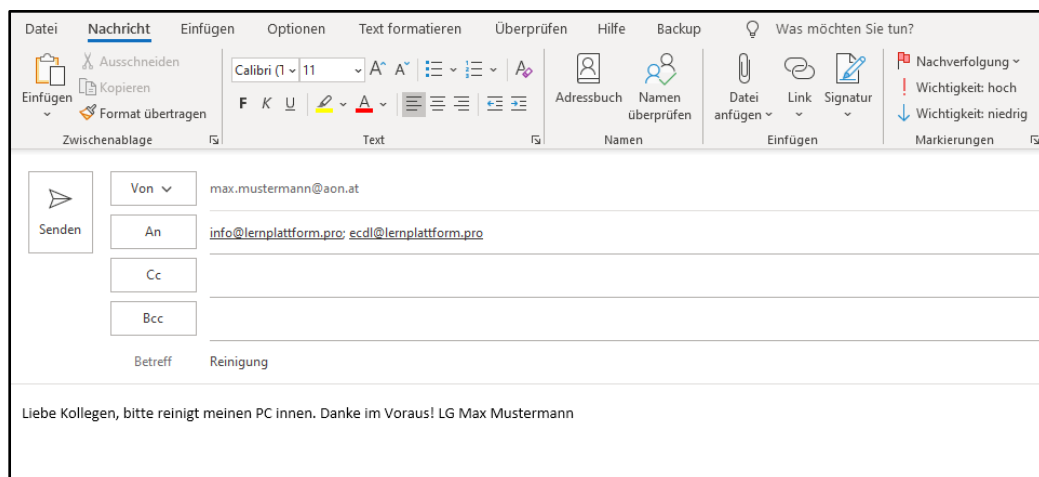 Datei Nachricht Einfügen Optionen Text formatieren Überprüfen Hilfe Backup Was möchten Sie tun?
Einfügen
Ausschneiden
Kopieren
Format übertragen
Zwischenablage
Calibri (T 11
F K U
Text
Adressbuch
Namen überprüfen
Namen
Datei anfügen
Link
Signatur
Einfügen
Nachverfolgung
Wichtigkeit: hoch
Wichtigkeit: niedrig
Markierungen
Senden
Von max.mustermann@aon.at
An info@lernplattform.pro; ecdl@lernplattform.pro
Cc
Bcc
Betreff Reinigung
Liebe Kollegen, bitte reinigt meinen PC innen. Danke im Voraus! LG Max Mustermann